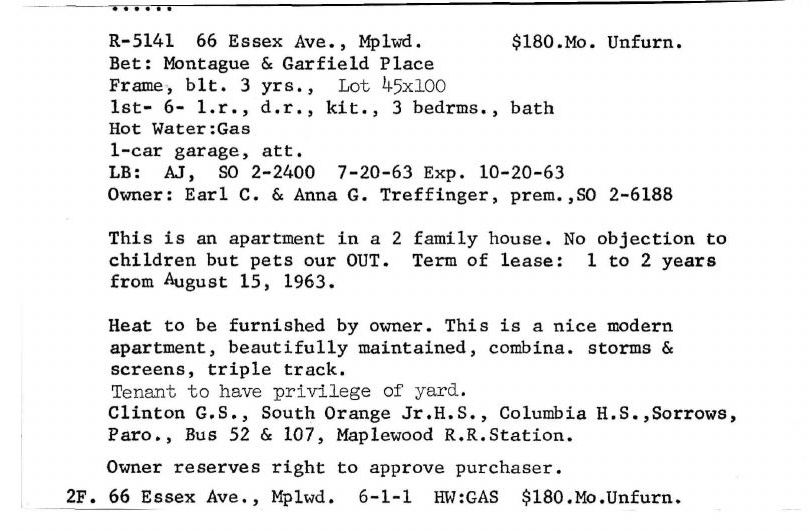 R-5141 66 Essex Ave., Mplwd. $180.Mo. Unfurn.
Bet: Montague & Garfield Place
Frame, blt. 3 yrs., Lot 45x100
1st- 6- l.r., d.r., kit., 3 bedrms., bath
Hot Water:Gas
1-car garage, att.
LB: AJ, SO 2-2400 7-20-63 Exp. 10-20-63
Owner: Earl C. & Anna G. Treffinger, prem.,SO 2-6188
This is an apartment in a 2 family house. No objection to
children but pets our OUT. Term of lease: 1 to 2 years
from August 15, 1963.
Heat to be furnished by owner. This is a nice modern
apartment, beautifully maintained, combina. storms &
screens, triple track.
Tenant to have privilege of yard.
Clinton G.S., South Orange Jr.H.S., Columbia H.S.,Sorrows,
Paro., Bus 52 & 107, Maplewood R.R.Station.
Owner reserves right to approve purchaser.
2F. 66 Essex Ave., Mplwd. 6-1-1 HW:GAS $180.Mo.Unfurn.